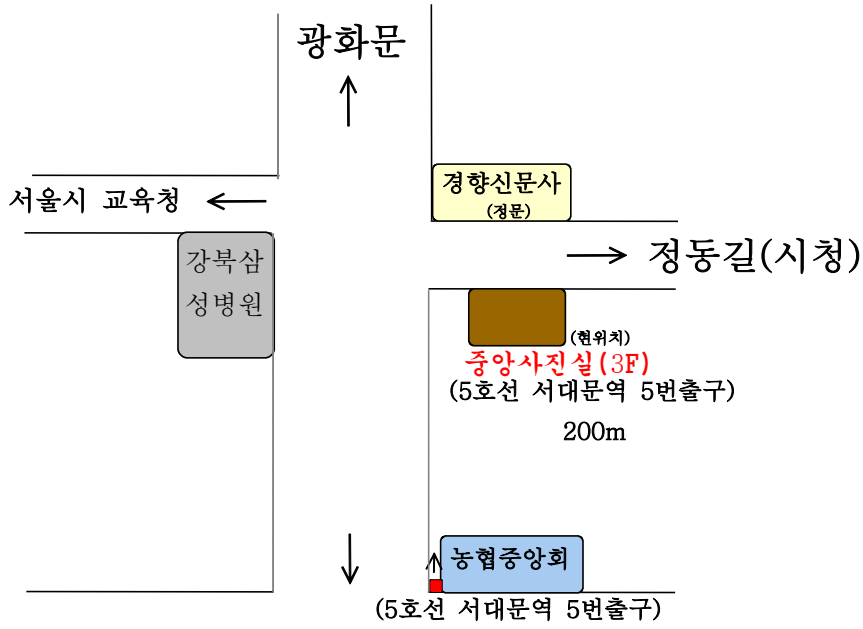 광화문
경향신문사
(정문)
서울시 교육청
정동길(시청)
강북삼
성병원
(현위치)
중앙사진실(3F)
(5호선 서대문역 5번출구)
200m
농협중앙회
(5호선 서대문역 5번출구)